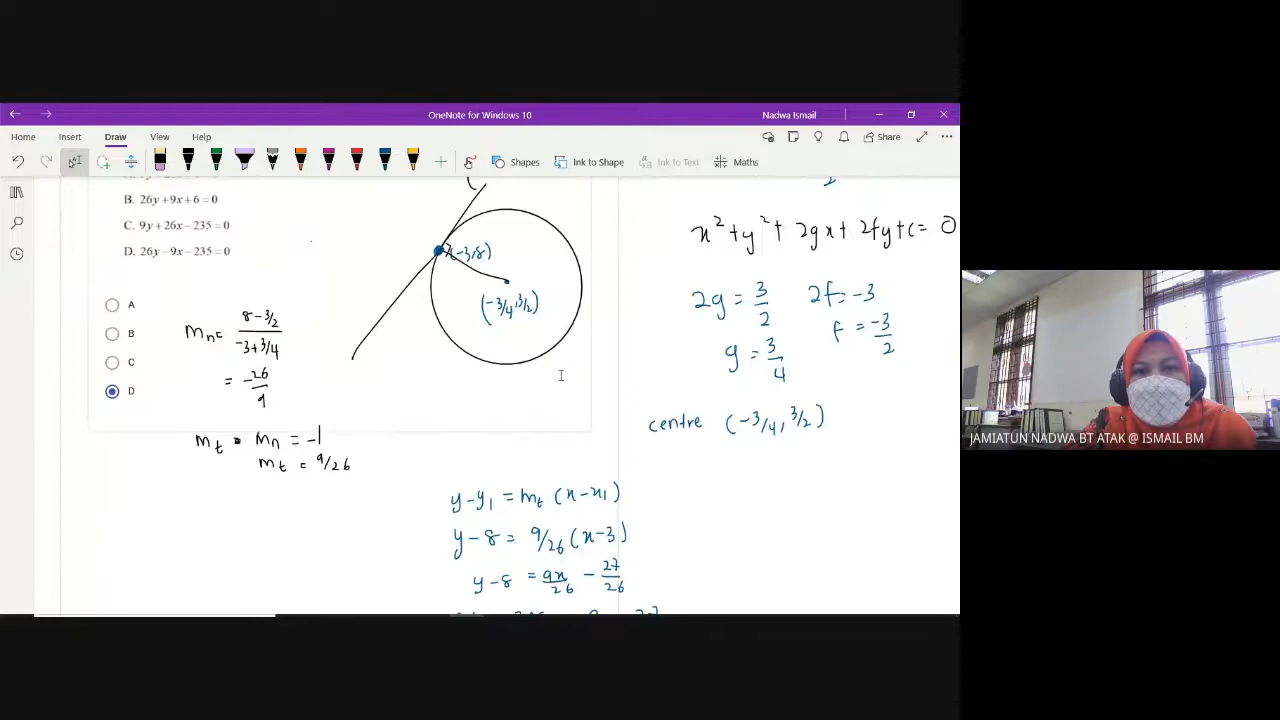 OneNote for Windows 10
Nadwa Ismail
Home Insert Draw View Help
Share
Shapes Ink to Shape Ink to Text Maths
B. 26y + 9x + 6 = 0
C. 9y + 26x − 235 = 0
D. 26y − 9x − 235 = 0
A
B
C
D
(-3,8)
(-3/4, 3/2)
mn = 8-3/2 / -3+3/4
= -26/9
mt • mn = -1
mt = 9/26
x² + y² + 2gx + 2fy + c = 0
2g = 3/2 2f = -3
g = 3/4 f = -3/2
centre (-3/4, 3/2)
y - y₁ = mt (x - x₁)
y - 8 = 9/26 (x - 3)
y - 8 = 9x/26 - 27/26
JAMIATUN NADWA BT ATAK @ ISMAIL BM